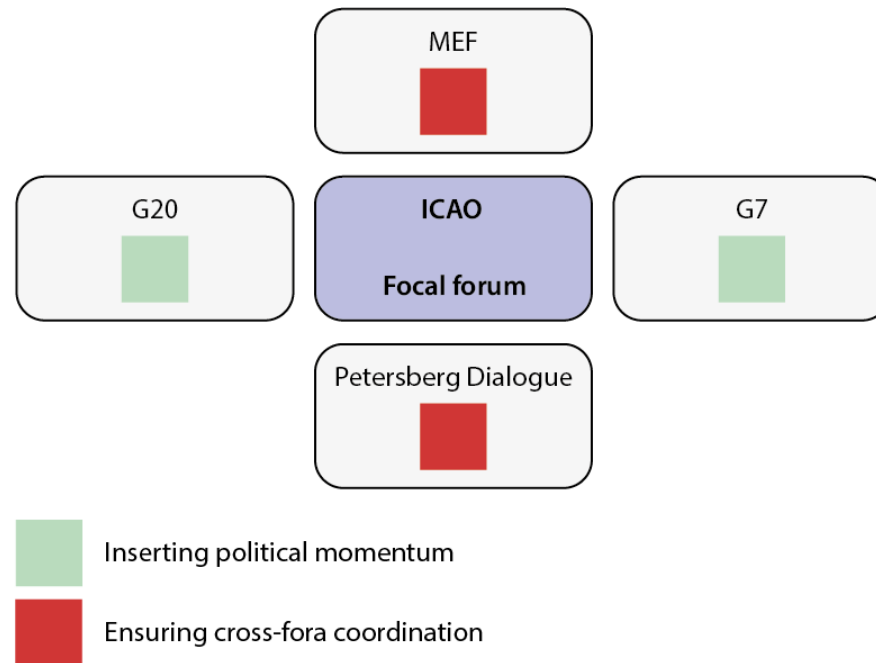 MEF
G20
ICAO
Focal forum
G7
Petersberg Dialogue
Inserting political momentum
Ensuring cross-fora coordination